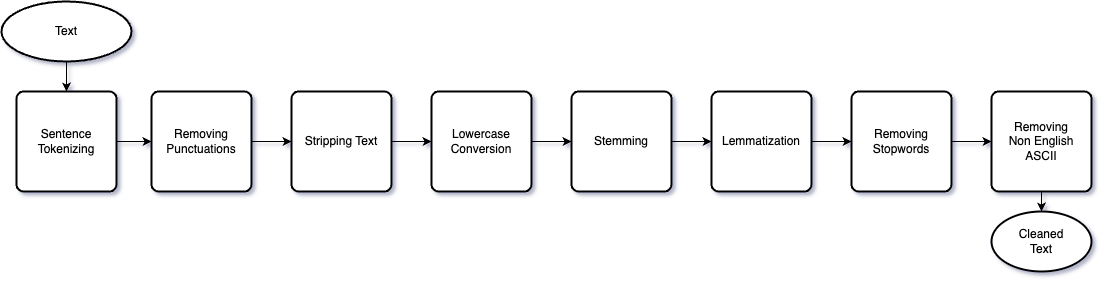 Text
Sentence
Tokenizing
Removing
Punctuations
Stripping Text
Lowercase
Conversion
Stemming
Lemmatization
Removing
Stopwords
Removing
Non English
ASCII
Cleaned
Text